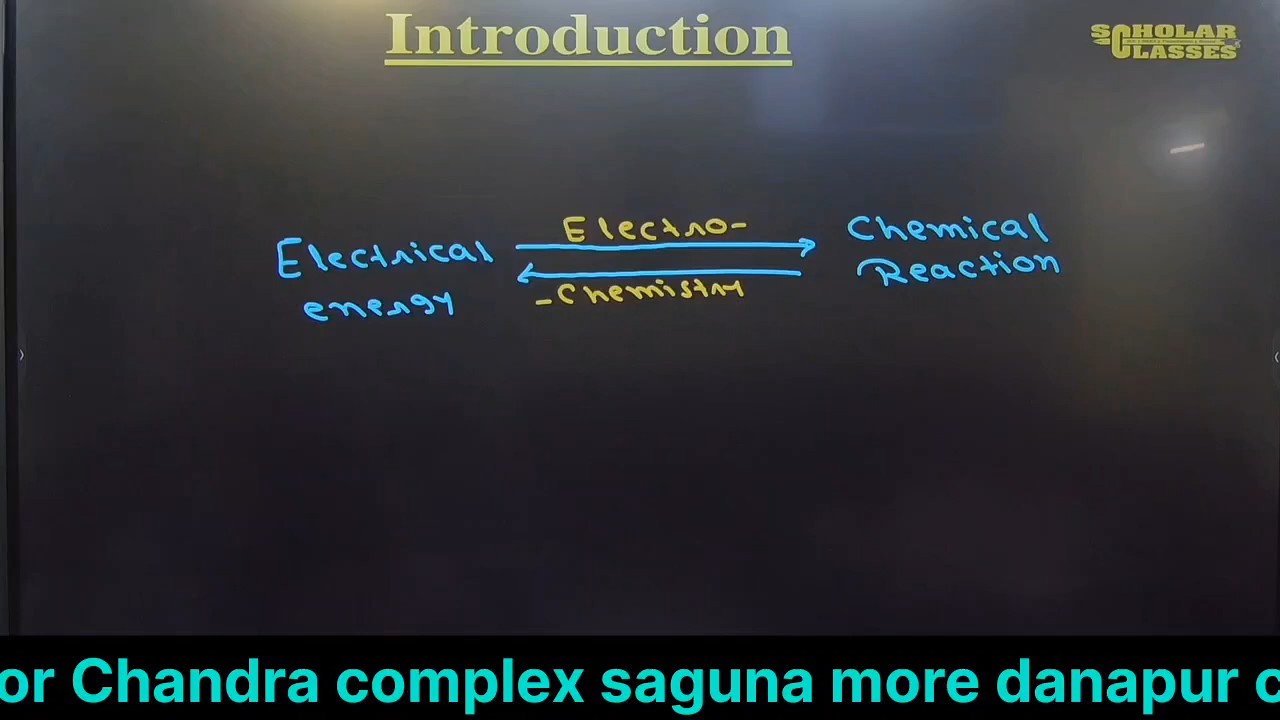 Introduction
SCHOLAR
CLASSES
Electro-
Electrical
Chemical
energy
-Chemistry
Reaction
or Chandra complex saguna more danapur c